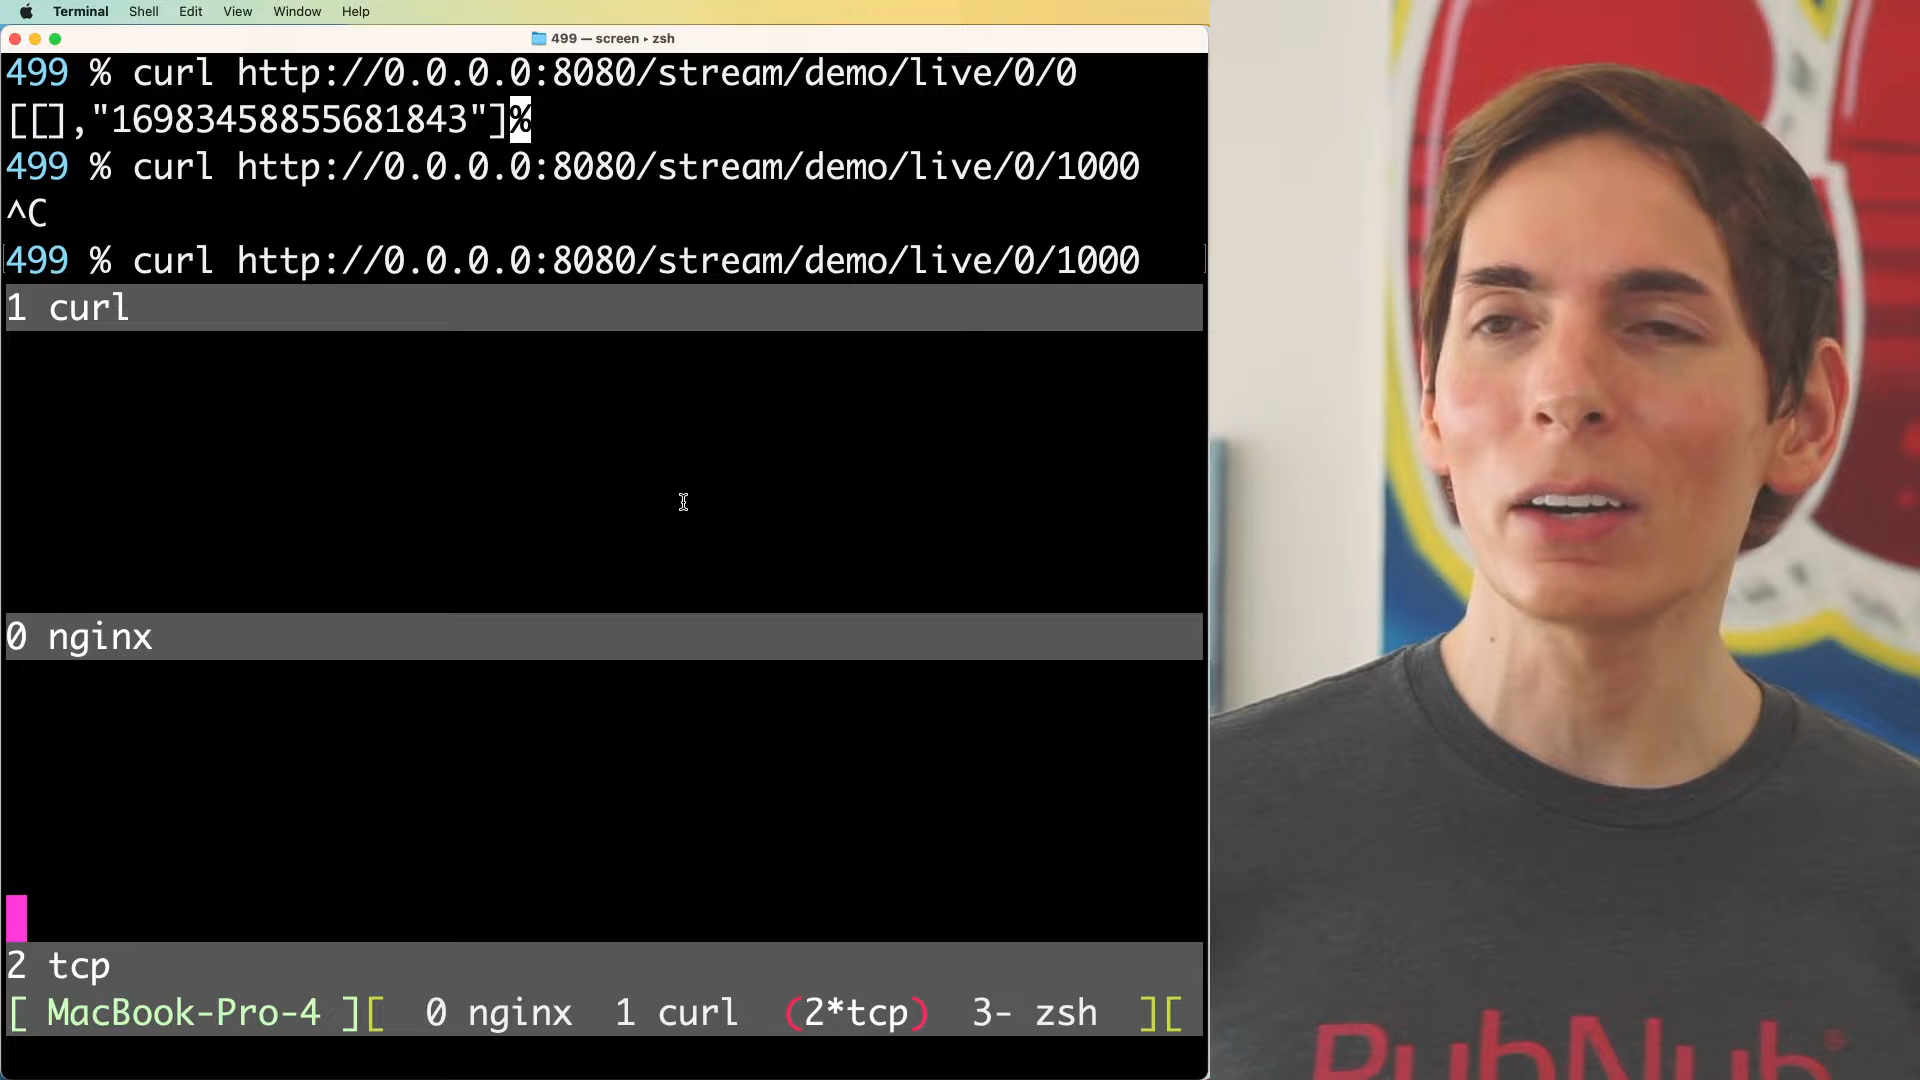 Terminal Shell Edit View Window Help
499 — screen ▸ zsh
499 % curl http://0.0.0.0:8080/stream/demo/live/0/0
[[],"16983458855681843"]%
499 % curl http://0.0.0.0:8080/stream/demo/live/0/1000
^C
499 % curl http://0.0.0.0:8080/stream/demo/live/0/1000
1 curl
0 nginx
2 tcp
[ MacBook-Pro-4 ][ 0 nginx 1 curl (2*tcp) 3- zsh ][
PubNub